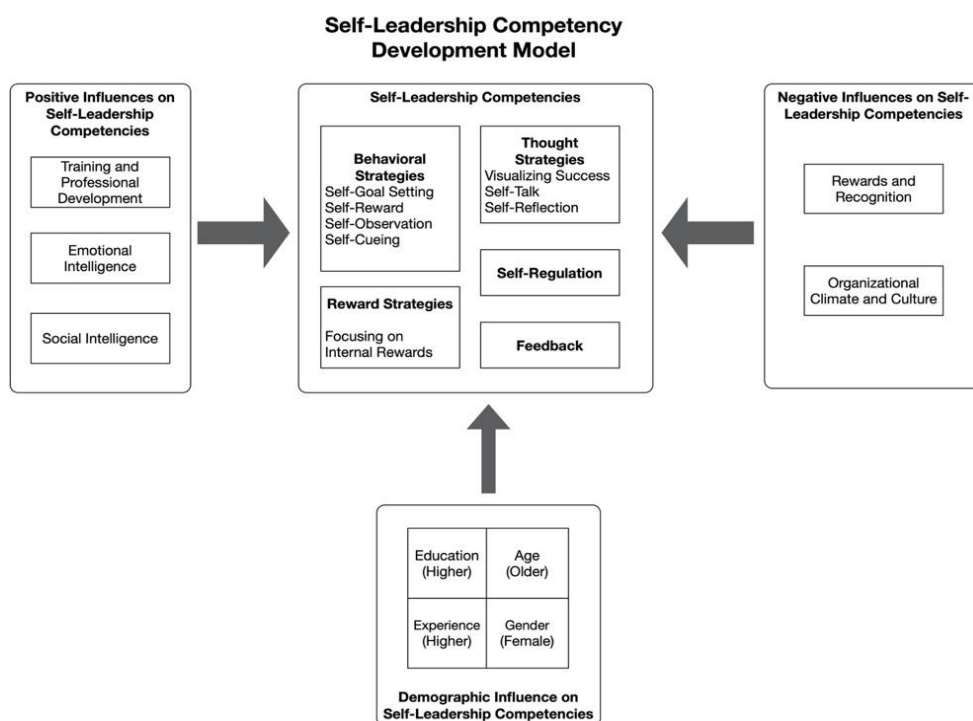 Self-Leadership Competency
Development Model
Positive Influences on
Self-Leadership
Competencies
Training and
Professional
Development
Emotional
Intelligence
Social Intelligence
Self-Leadership Competencies
Behavioral
Strategies
Self-Goal Setting
Self-Reward
Self-Observation
Self-Cueing
Reward Strategies
Focusing on
Internal Rewards
Thought
Strategies
Visualizing Success
Self-Talk
Self-Reflection
Self-Regulation
Feedback
Negative Influences on Self-
Leadership Competencies
Rewards and
Recognition
Organizational
Climate and Culture
Education
(Higher)
Age
(Older)
Experience
(Higher)
Gender
(Female)
Demographic Influence on
Self-Leadership Competencies